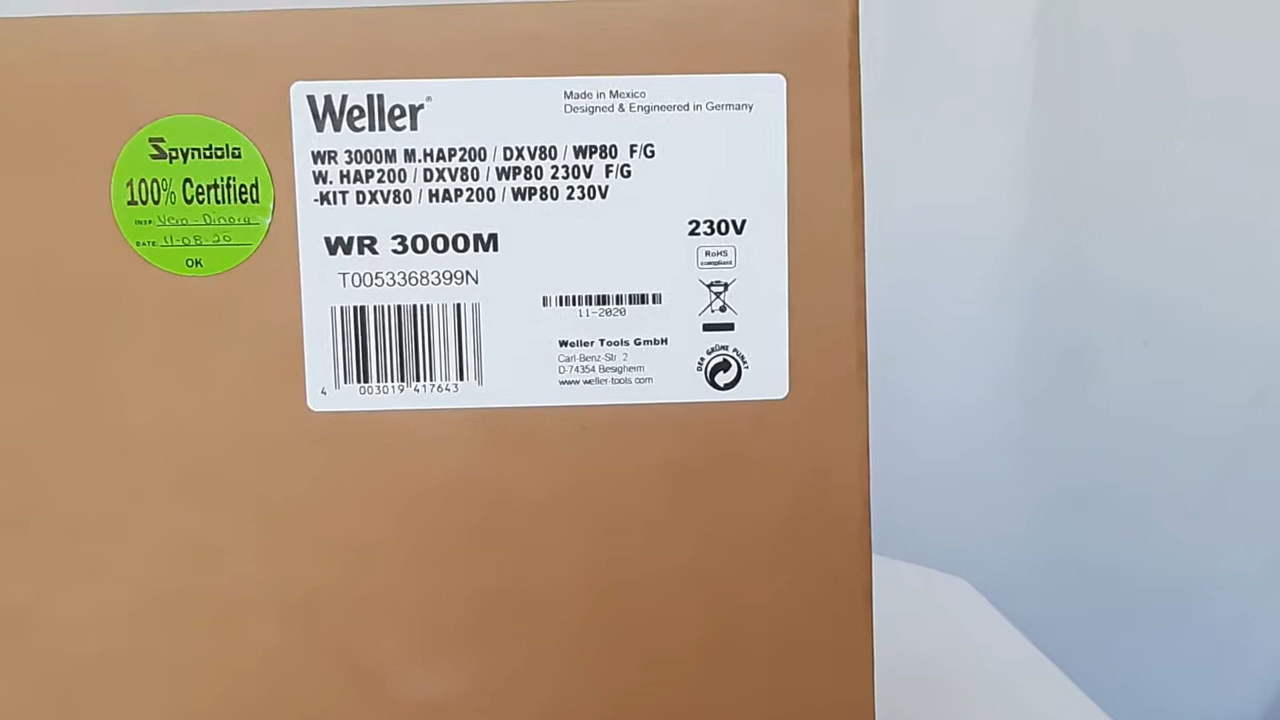 Spyndola
100% Certified
INSP. Vero - Dinora
DATE. 11-08-20
OK
Weller®
Made in Mexico
Designed & Engineered in Germany
WR 3000M M.HAP200 / DXV80 / WP80 F/G
W. HAP200 / DXV80 / WP80 230V F/G
-KIT DXV80 / HAP200 / WP80 230V
WR 3000M
230V
T0053368399N
RoHS
compliant
11-2020
4 003019 417643
Weller Tools GmbH
Carl-Benz-Str. 2
D-74354 Besigheim
www.weller-tools.com
DER GRÜNE PUNKT